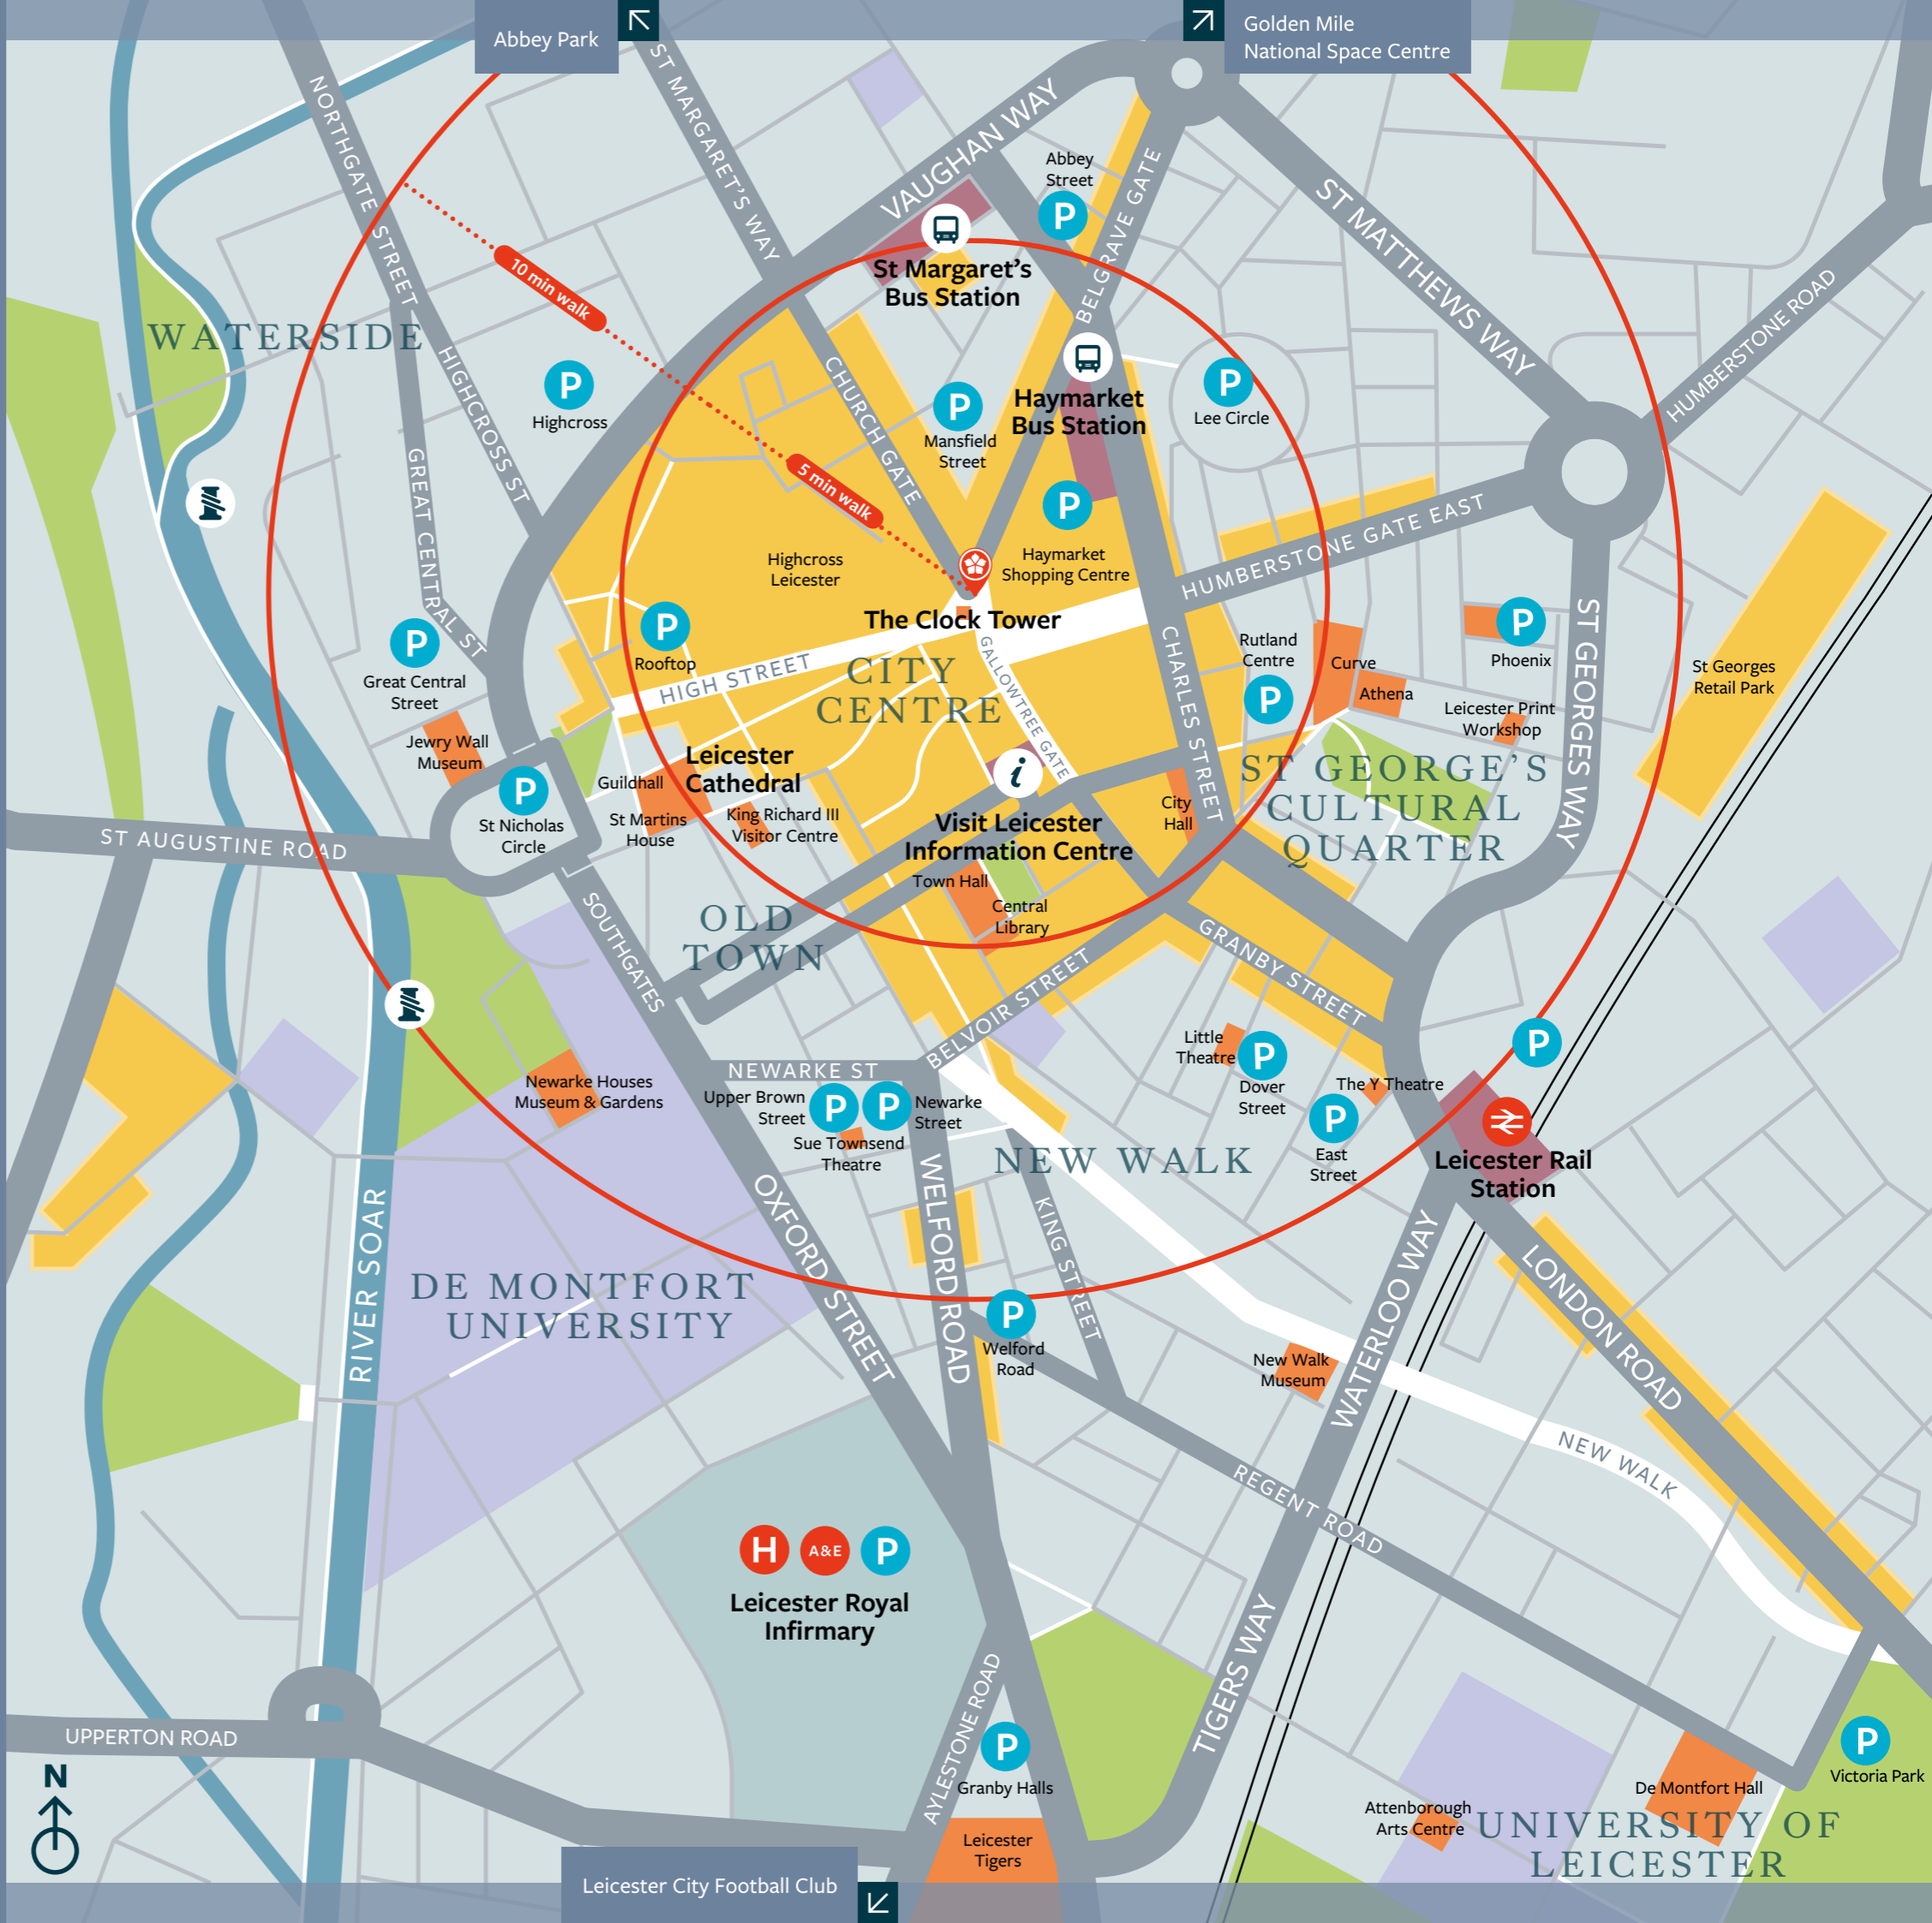 Abbey Park
Golden Mile
National Space Centre
NORTHGATE STREET
ST MARGARET'S WAY
VAUGHAN WAY
Abbey
Street
P
BELGRAVE GATE
ST MATTHEWS WAY
HUMBERSTONE ROAD
10 min walk
St Margaret's
Bus Station
WATERSIDE
HIGHCROSS ST
P
Highcross
CHURCH GATE
P
Mansfield
Street
Haymarket
Bus Station
P
Lee Circle
GREAT CENTRAL ST
5 min walk
P
Haymarket
Shopping Centre
HUMBERSTONE GATE EAST
Highcross
Leicester
The Clock Tower
P
Rooftop
HIGH STREET
CITY
CENTRE
GALLOWTREE GATE
CHARLES STREET
Rutland
Centre
P
Curve
Athena
P
Phoenix
Leicester Print
Workshop
ST GEORGES WAY
St Georges
Retail Park
P
Great Central
Street
Jewry Wall
Museum
P
St Nicholas
Circle
Guildhall
Leicester
Cathedral
St Martins
House
King Richard III
Visitor Centre
i
Visit Leicester
Information Centre
City
Hall
ST GEORGE'S
CULTURAL
QUARTER
ST AUGUSTINE ROAD
Town Hall
Central
Library
OLD
TOWN
SOUTHGATES
GRANBY STREET
BELVOIR STREET
NEWARKE ST
Newarke Houses
Museum & Gardens
Upper Brown
Street
P
P
Newarke
Street
Sue Townsend
Theatre
Little
Theatre
P
Dover
Street
The Y Theatre
P
East
Street
P
Leicester Rail
Station
NEW WALK
RIVER SOAR
DE MONTFORT
UNIVERSITY
OXFORD STREET
WELFORD ROAD
KING STREET
P
Welford
Road
New Walk
Museum
WATERLOO WAY
LONDON ROAD
NEW WALK
REGENT ROAD
H
A&E
P
Leicester Royal
Infirmary
TIGERS WAY
AYLESTONE ROAD
P
Granby Halls
Leicester
Tigers
UPPERTON ROAD
N
Leicester City Football Club
Attenborough
Arts Centre
De Montfort Hall
P
Victoria Park
UNIVERSITY OF
LEICESTER